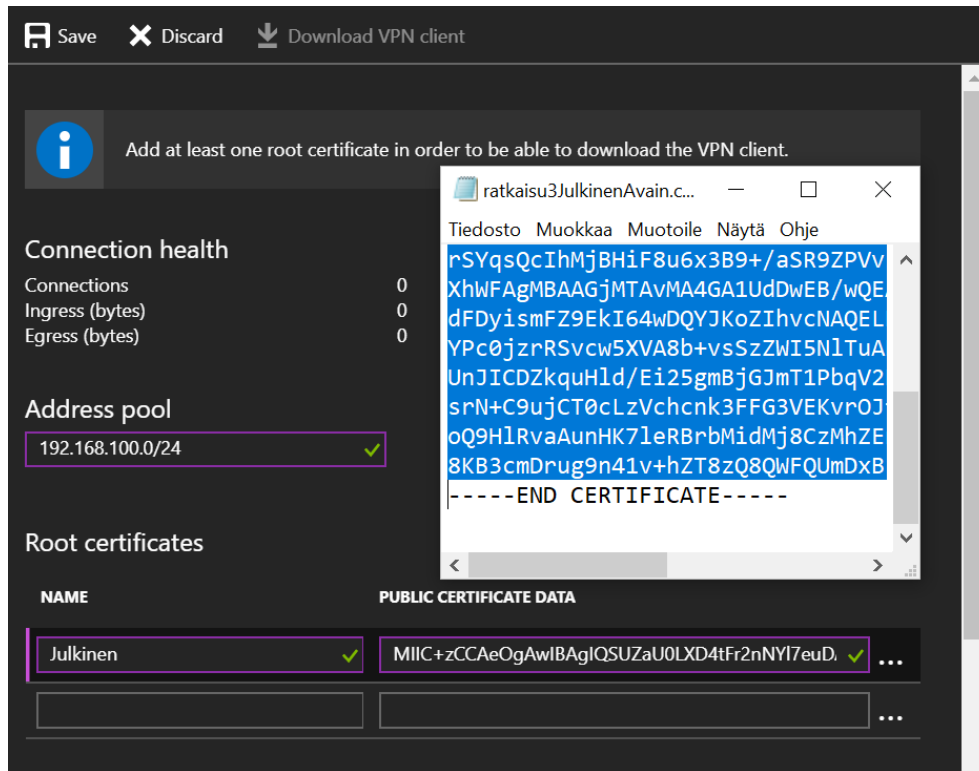 Save Discard Download VPN client
Add at least one root certificate in order to be able to download the VPN client.
Connection health
Connections 0
Ingress (bytes) 0
Egress (bytes) 0
Address pool
192.168.100.0/24
Root certificates
NAME PUBLIC CERTIFICATE DATA
Julkinen MIIC+zCCAeOgAwIBAgIQSUZaU0LXD4tFr2nNYl7euD
...
...
ratkaisu3JulkinenAvain.c...
Tiedosto Muokkaa Muotoile Näytä Ohje
rSYqsQcIhMjBHiF8u6x3B9+/aSR9ZPVv
XhWFAgMBAAGjMTAvMA4GA1UdDwEB/wQE
dFDyismFZ9EkI64wDQYJKoZIhvcNAQEL
YPc0jzrRSvcw5XVA8b+vsSzZWI5NlTuA
UnJICDZkquHld/Ei25gmBjGJmT1PbqV2
srN+C9ujCT0cLzVchcnk3FFG3VEKvrOJ
oQ9HlRvaAunHK7leRBrbMidMj8CzMhZE
8KB3cmDrug9n41v+hZT8zQ8QWFQUmDxB
-----END CERTIFICATE-----